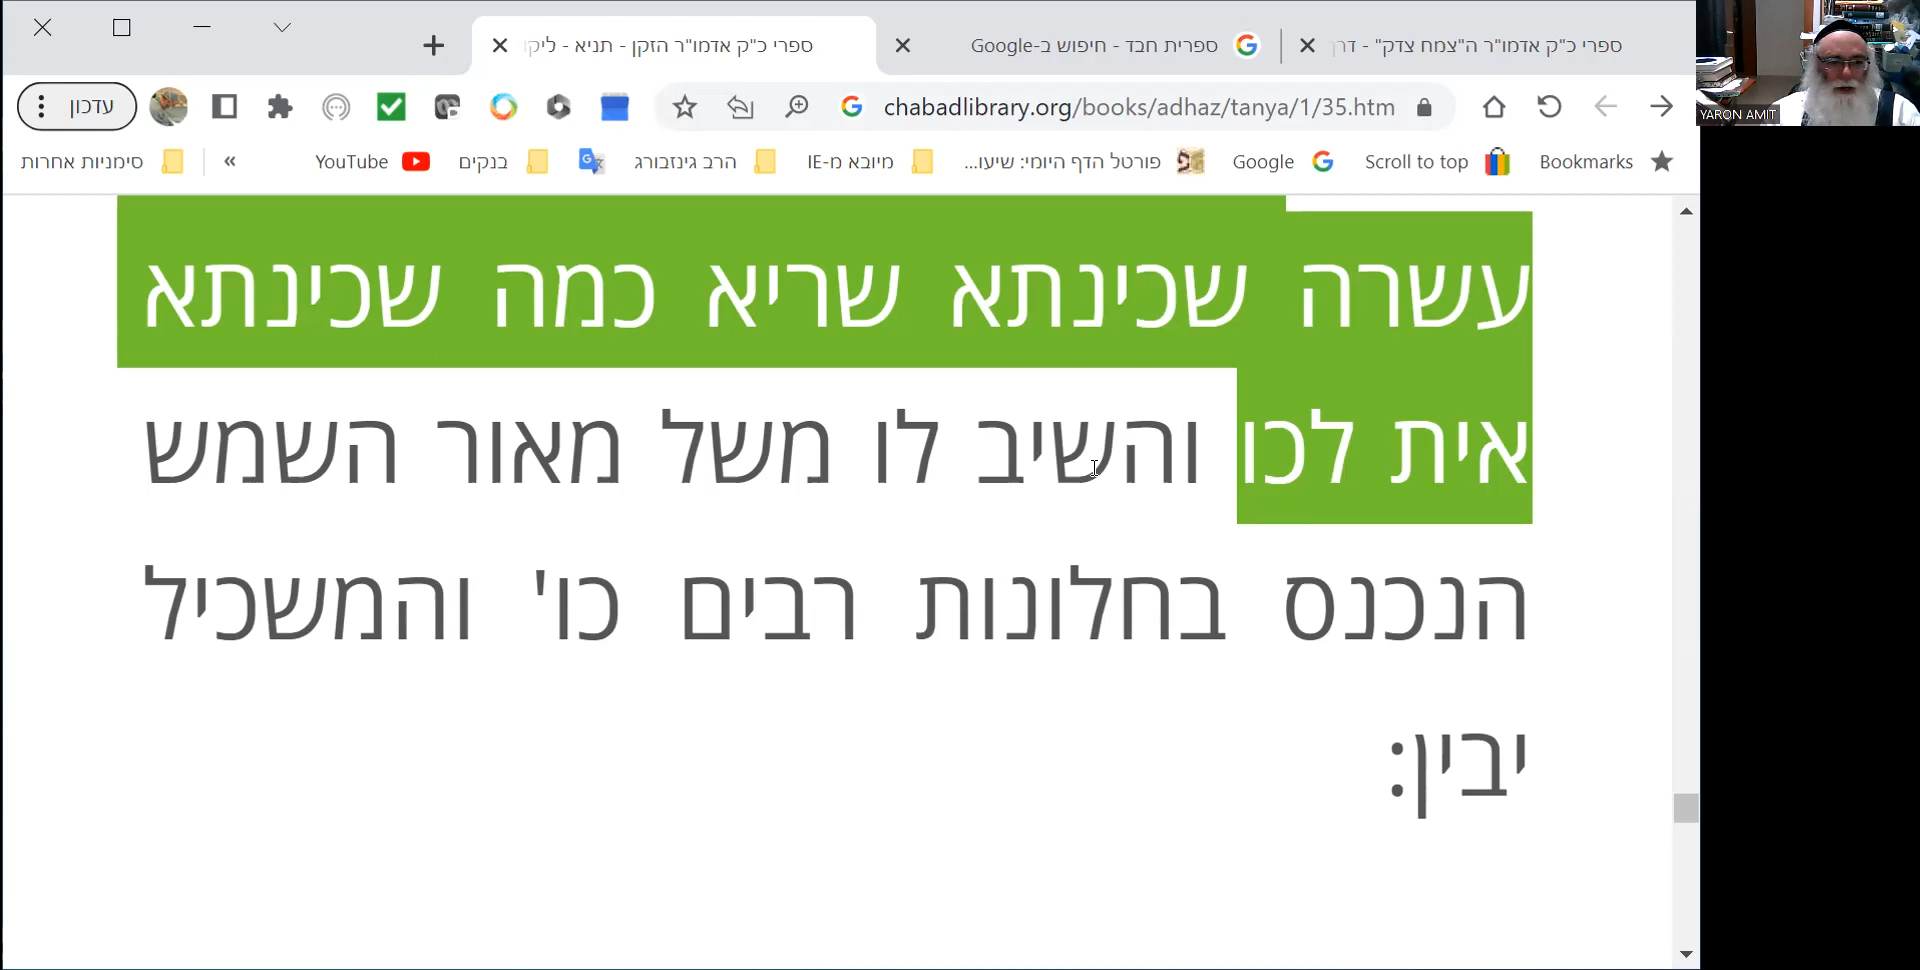 ספרי כ"ק אדמו"ר הזקן - תניא - ליקו
ספרית חבד - חיפוש ב-Google
ספרי כ"ק אדמו"ר ה"צמח צדק" - דרך
עדכון
chabadlibrary.org/books/adhaz/tanya/1/35.htm
YARON AMIT
Bookmarks
Scroll to top
Google
פורטל הדף היומי: שיעו...
מיובא מ-IE
הרב גינזבורג
בנקים
YouTube
»
סימניות אחרות
עשרה שכינתא שריא כמה שכינתא
אית לכו והשיב לו משל מאור השמש
הנכנס בחלונות רבים כו' והמשכיל
יבין: